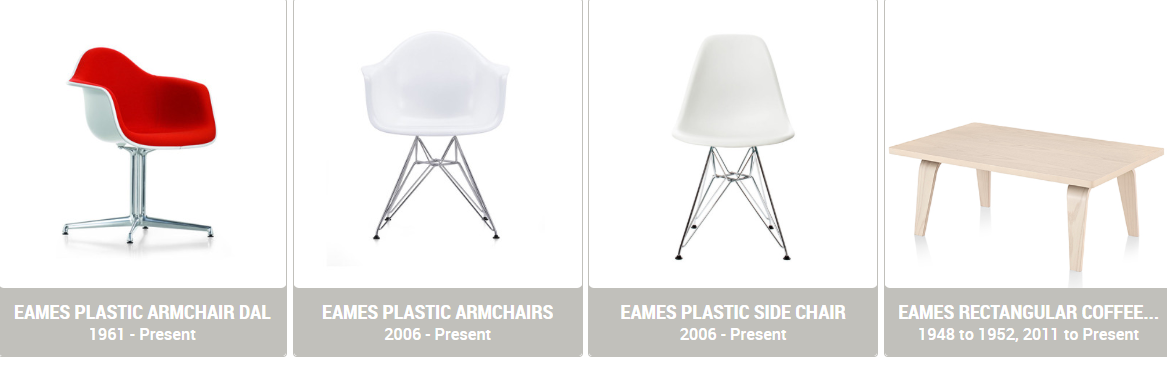 EAMES PLASTIC ARMCHAIR DAL
1961 - Present
EAMES PLASTIC ARMCHAIRS
2006 - Present
EAMES PLASTIC SIDE CHAIR
2006 - Present
EAMES RECTANGULAR COFFEE...
1948 to 1952, 2011 to Present